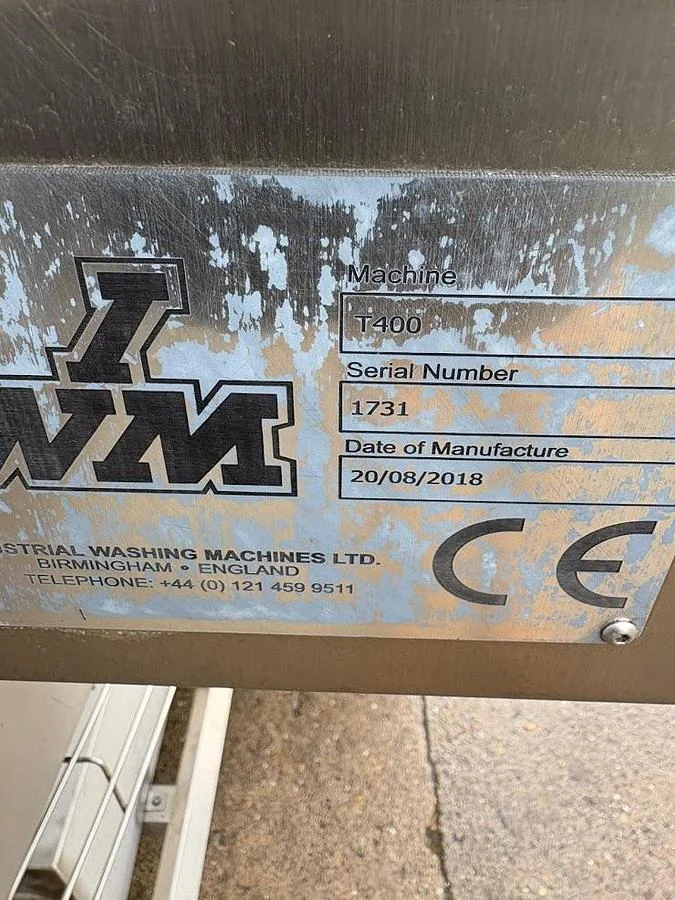 I
WM
Machine
T400
Serial Number
1731
Date of Manufacture
20/08/2018
STRIAL WASHING MACHINES LTD.
BIRMINGHAM • ENGLAND
TELEPHONE: +44 (0) 121 459 9511
CE